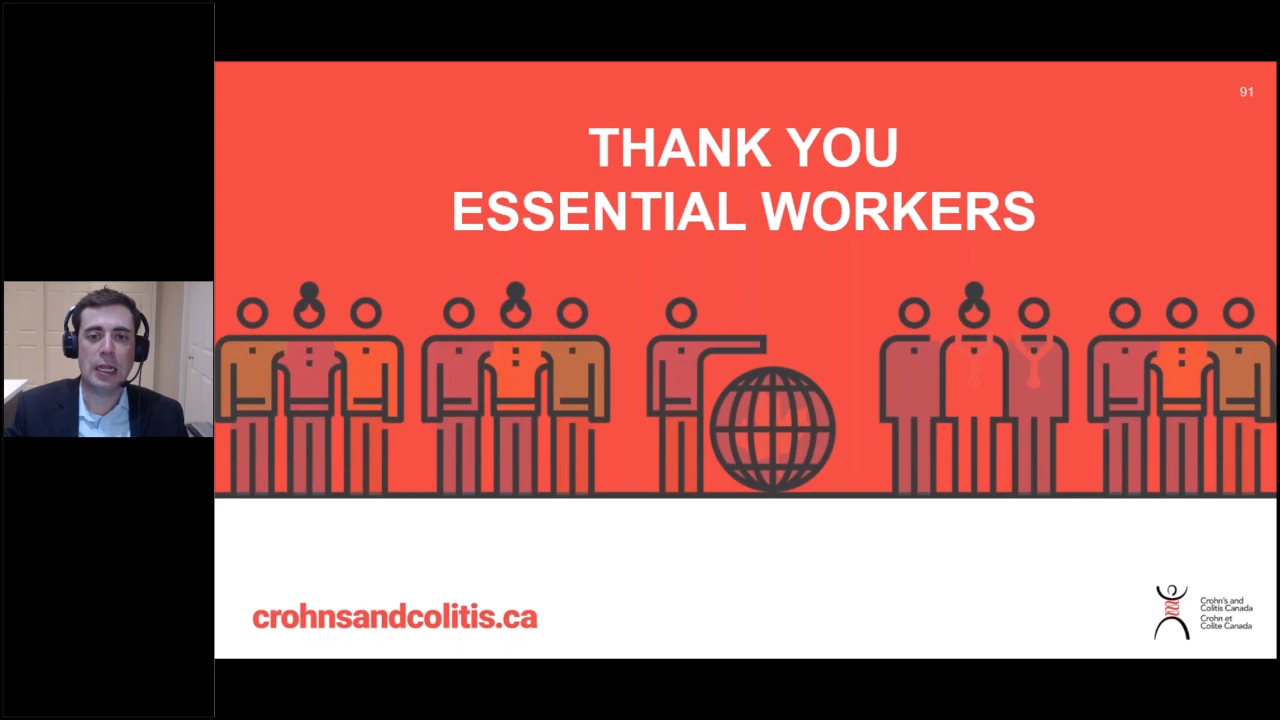 91
THANK YOU
ESSENTIAL WORKERS
crohnsandcolitis.ca
Crohn's and
Colitis Canada
Crohn et
Colite Canada